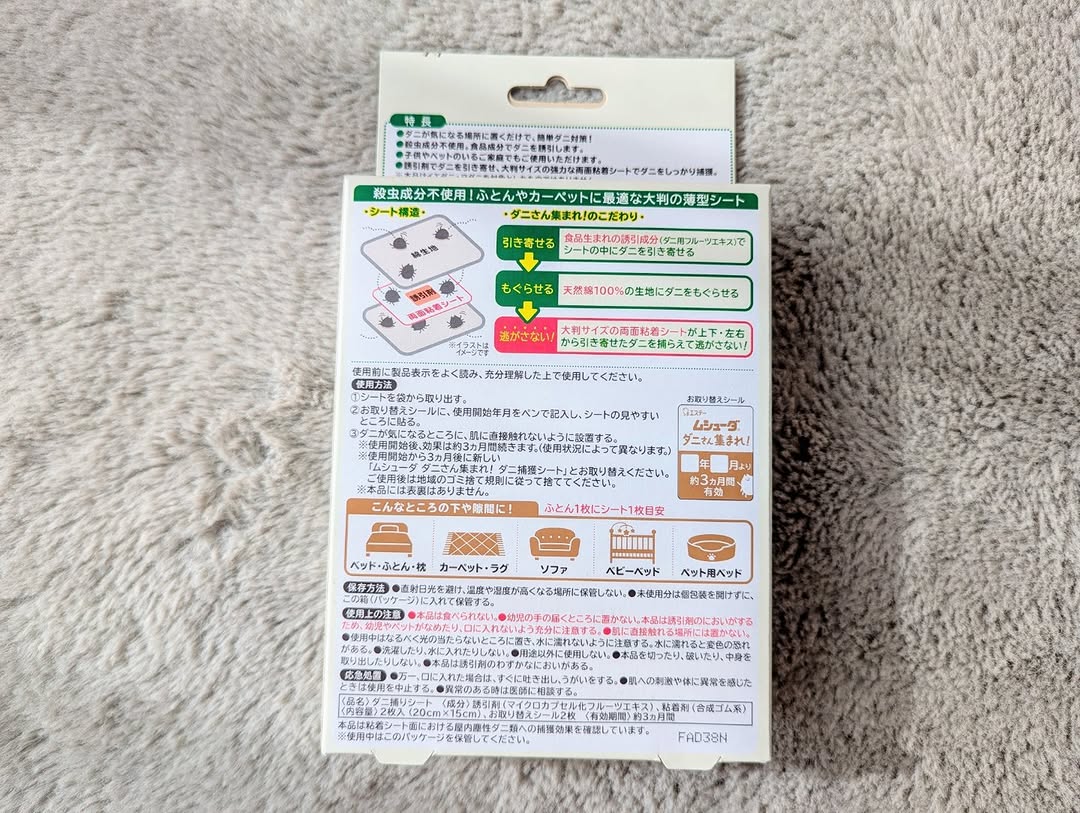 特長
●ダニが気になる場所に置くだけで、簡単ダニ対策!
●殺虫成分不使用。食品成分でダニを誘引します。
●子供やペットのいるご家庭でもご使用いただけます。
●誘引剤でダニを引き寄せ、大判サイズの強力な両面粘着シートでダニをしっかり捕獲。
殺虫成分不使用!ふとんやカーペットに最適な大判の薄型シート
・シート構造・
綿生地
誘引剤
両面粘着シート
※イラストは
イメージです
・ダニさん集まれ!のこだわり・
引き寄せる
食品生まれの誘引成分(ダニ用フルーツエキス)で
シートの中にダニを引き寄せる
もぐらせる
天然綿100%の生地にダニをもぐらせる
逃がさない!
大判サイズの両面粘着シートが上下・左右
から引き寄せたダニを捕らえて逃がさない!
使用前に製品表示をよく読み、充分理解した上で使用してください。
使用方法
①シートを袋から取り出す。
②お取り替えシールに、使用開始年月をペンで記入し、シートの見やすい
ところに貼る。
③ダニが気になるところに、肌に直接触れないように設置する。
※使用開始後、効果は約3ヵ月間続きます。(使用状況によって異なります。)
※使用開始から3ヵ月後に新しい
「ムシューダ ダニさん集まれ! ダニ捕獲シート」とお取り替えください。
ご使用後は地域のゴミ捨て規則に従って捨ててください。
※本品には表裏はありません。
お取り替えシール
エステー
ムシューダ
ダニさん集まれ!
年 月より
約3ヵ月間
有効
こんなところの下や隙間に!
ふとん1枚にシート1枚目安
ベッド・ふとん・枕
カーペット・ラグ
ソファ
ベビーベッド
ペット用ベッド
保存方法 ●直射日光を避け、温度や湿度が高くなる場所に保管しない。●未使用分は個包装を開けずに、
この箱(パッケージ)に入れて保管する。
使用上の注意 ●本品は食べられない。●幼児の手の届くところに置かない。本品は誘引剤のにおいがする
ため、幼児やペットがなめたり、口に入れないよう充分に注意する。●肌に直接触れる場所には置かない。
●使用中はなるべく光の当たらないところに置き、水に濡れないように注意する。水に濡れると変色の恐れ
がある。●洗濯したり、水に入れたりしない。●用途以外に使用しない。●本品を切ったり、破いたり、中身を
取り出したりしない。●本品は誘引剤のわずかなにおいがある。
応急処置 ●万一、口に入れた場合は、すぐに吐き出し、うがいをする。●肌への刺激や体に異常を感じた
ときは使用を中止する。●異常のある時は医師に相談する。
〈品名〉ダニ捕りシート 〈成分〉誘引剤(マイクロカプセル化フルーツエキス)、粘着剤(合成ゴム系)
〈内容量〉2枚入(20cm×15cm)、お取り替えシール2枚 〈有効期間〉約3ヵ月間
本品は粘着シート面における屋内塵性ダニ類への捕獲効果を確認しています。
※使用中はこのパッケージを保管してください。
FAD38N